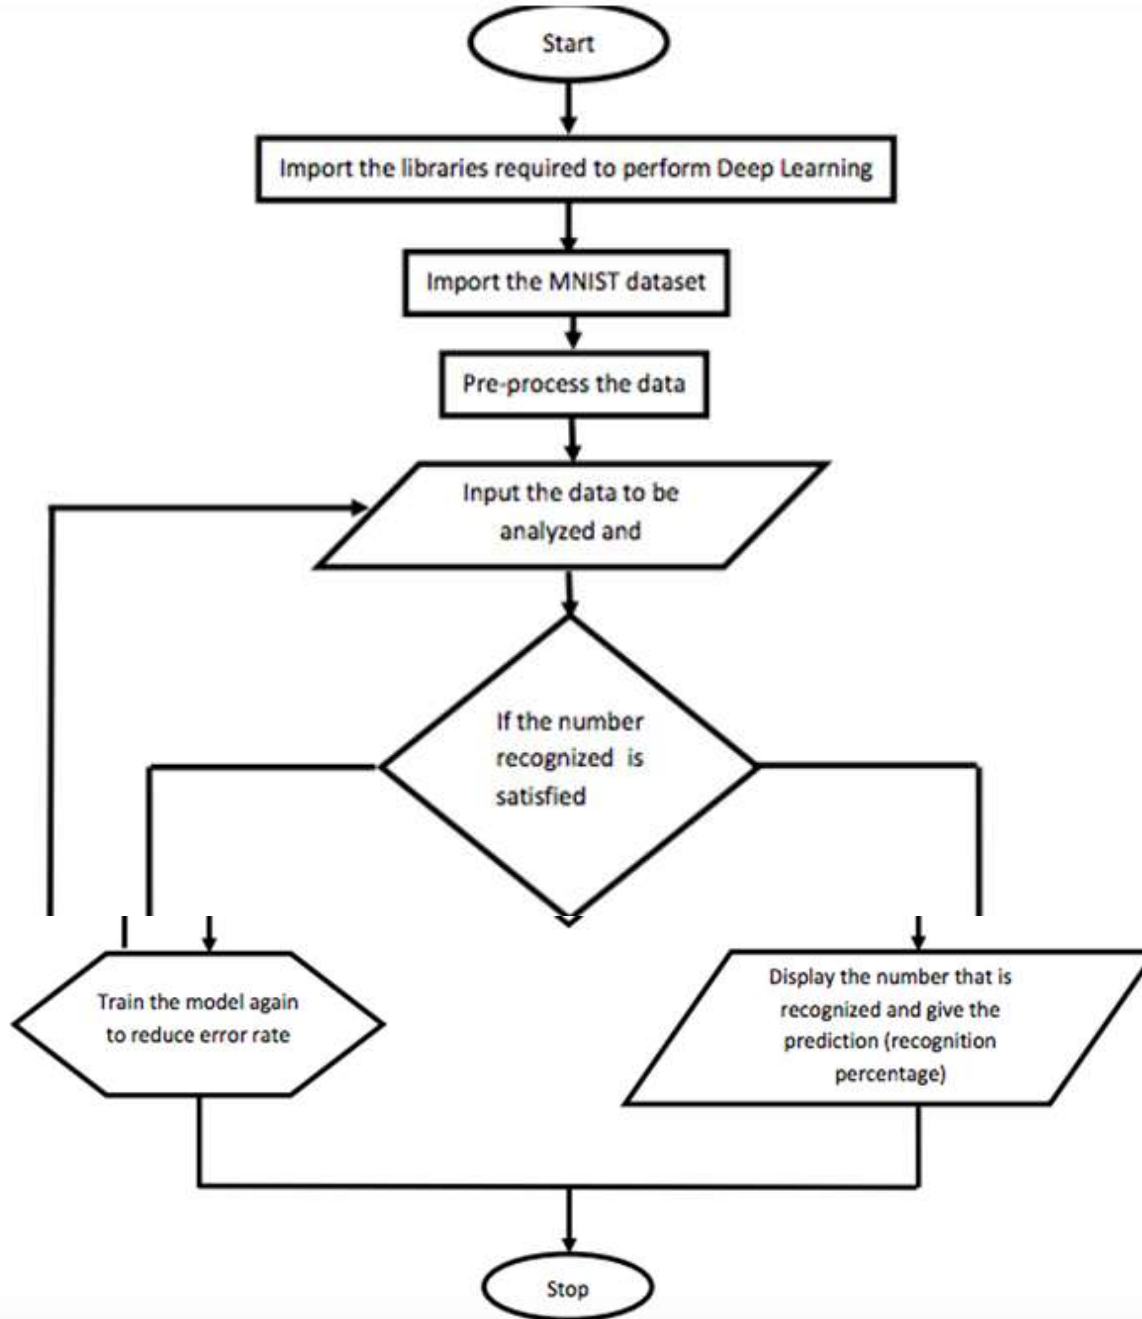 Start
Import the libraries required to perform Deep Learning
Import the MNIST dataset
Pre-process the data
Input the data to be
analyzed and
If the number
recognized is
satisfied
Train the model again
to reduce error rate
Display the number that is
recognized and give the
prediction (recognition
percentage)
Stop